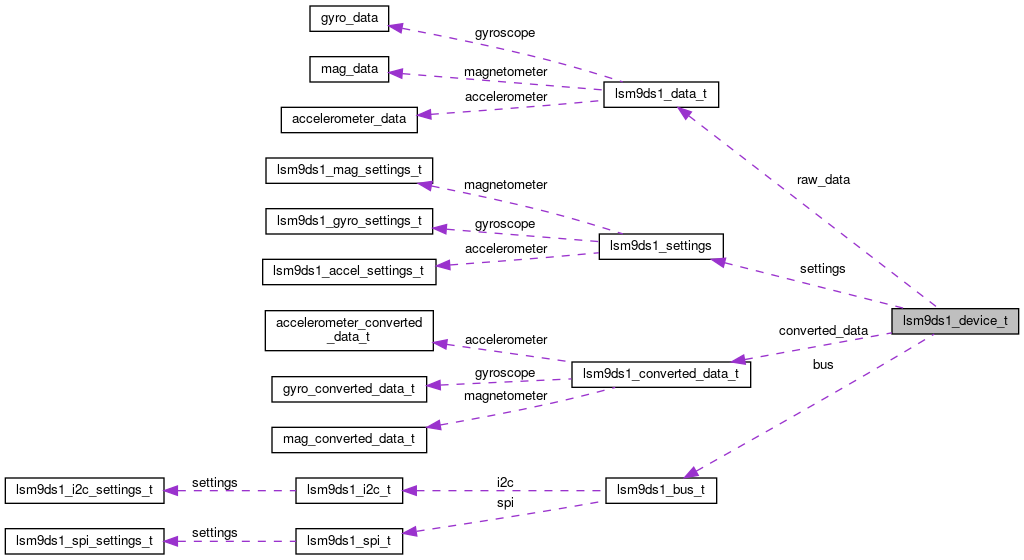 gyro_data
gyroscope
mag_data
magnetometer
lsm9ds1_data_t
accelerometer
accelerometer_data
lsm9ds1_mag_settings_t
magnetometer
raw_data
lsm9ds1_gyro_settings_t
gyroscope
lsm9ds1_settings
accelerometer
lsm9ds1_accel_settings_t
settings
lsm9ds1_device_t
accelerometer_converted
_data_t
accelerometer
converted_data
bus
gyro_converted_data_t
gyroscope
lsm9ds1_converted_data_t
magnetometer
mag_converted_data_t
lsm9ds1_i2c_settings_t
settings
lsm9ds1_i2c_t
i2c
lsm9ds1_bus_t
spi
lsm9ds1_spi_settings_t
settings
lsm9ds1_spi_t